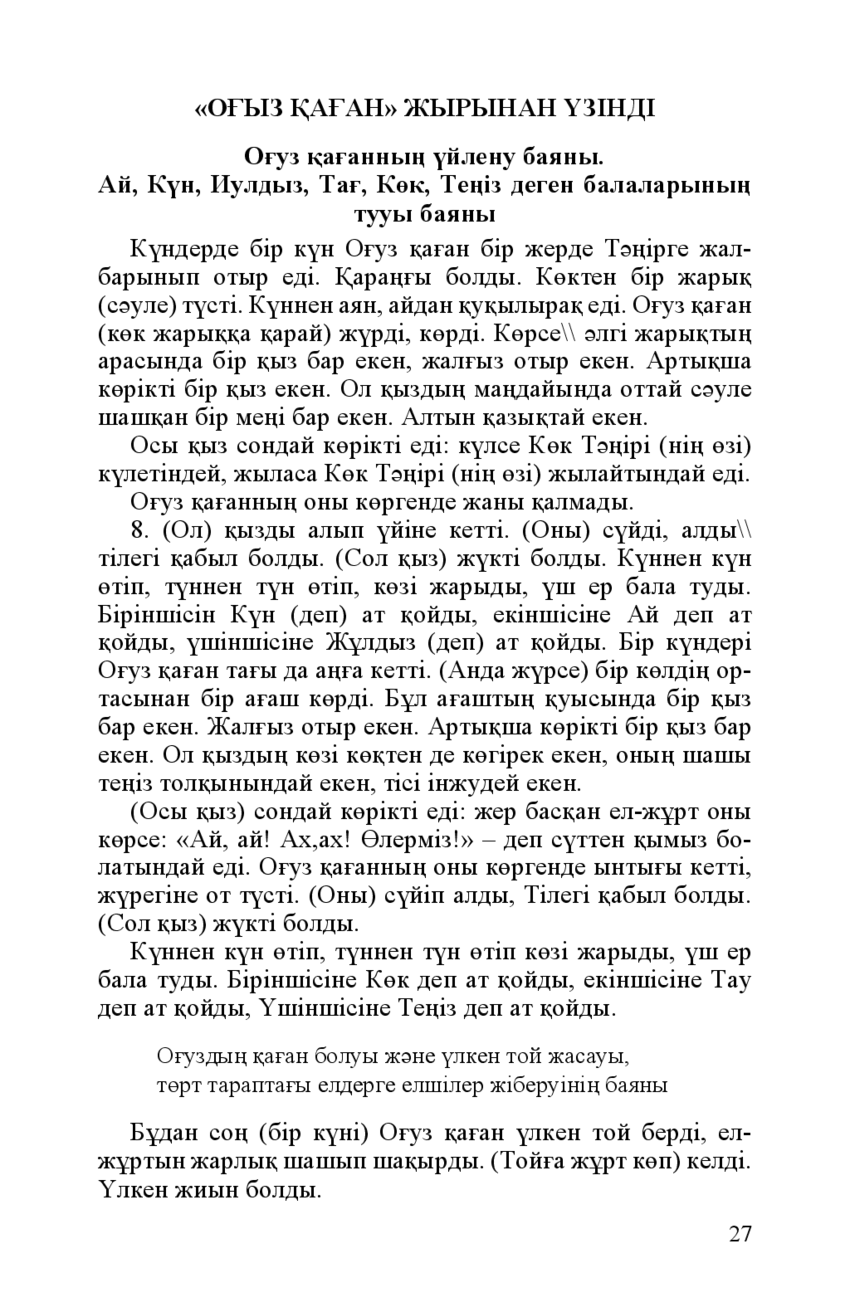 «ОҒЫЗ ҚАҒАН» ЖЫРЫНАН ҮЗІНДІ
Оғуз қағанның үйлену баяны.
Ай, Күн, Иулдыз, Тағ, Көк, Теңіз деген балаларының
тууы баяны
Күндерде бір күн Оғуз қаған бір жерде Тәңірге жал-
барынып отыр еді. Қараңғы болды. Көктен бір жарық
(сәуле) түсті. Күннен аян, айдан қуқылырақ еді. Оғуз қаған
(көк жарыққа қарай) жүрді, көрді. Көрсе\\ әлгі жарықтың
арасында бір қыз бар екен, жалғыз отыр екен. Артықша
көрікті бір қыз екен. Ол қыздың маңдайында оттай сәуле
шашқан бір меңі бар екен. Алтын қазықтай екен.
Осы қыз сондай көрікті еді: күлсе Көк Тәңірі (нің өзі)
күлетіндей, жыласа Көк Тәңірі (нің өзі) жылайтындай еді.
Оғуз қағанның оны көргенде жаны қалмады.
8. (Ол) қызды алып үйіне кетті. (Оны) сүйді, алды\\
тілегі қабыл болды. (Сол қыз) жүкті болды. Күннен күн
өтіп, түннен түн өтіп, көзі жарыды, үш ер бала туды.
Біріншісін Күн (деп) ат қойды, екіншісіне Ай деп ат
қойды, үшіншісіне Жұлдыз (деп) ат қойды. Бір күндері
Оғуз қаған тағы да аңға кетті. (Анда жүрсе) бір көлдің ор-
тасынан бір ағаш көрді. Бұл ағаштың қуысында бір қыз
бар екен. Жалғыз отыр екен. Артықша көрікті бір қыз бар
екен. Ол қыздың көзі көқтен де көгірек екен, оның шашы
теңіз толқынындай екен, тісі інжудей екен.
(Осы қыз) сондай көрікті еді: жер басқан ел-жұрт оны
көрсе: «Ай, ай! Ах,ах! Өлерміз!» – деп сүттен қымыз бо-
латындай еді. Оғуз қағанның оны көргенде ынтығы кетті,
жүрегіне от түсті. (Оны) сүйіп алды, Тілегі қабыл болды.
(Сол қыз) жүкті болды.
Күннен күн өтіп, түннен түн өтіп көзі жарыды, үш ер
бала туды. Біріншісіне Көк деп ат қойды, екіншісіне Тау
деп ат қойды, Үшіншісіне Теңіз деп ат қойды.
Оғуздың қаған болуы және үлкен той жасауы,
төрт тараптағы елдерге елшілер жіберуінің баяны
Бұдан соң (бір күні) Оғуз қаған үлкен той берді, ел-
жұртын жарлық шашып шақырды. (Тойға жұрт көп) келді.
Үлкен жиын болды.
27